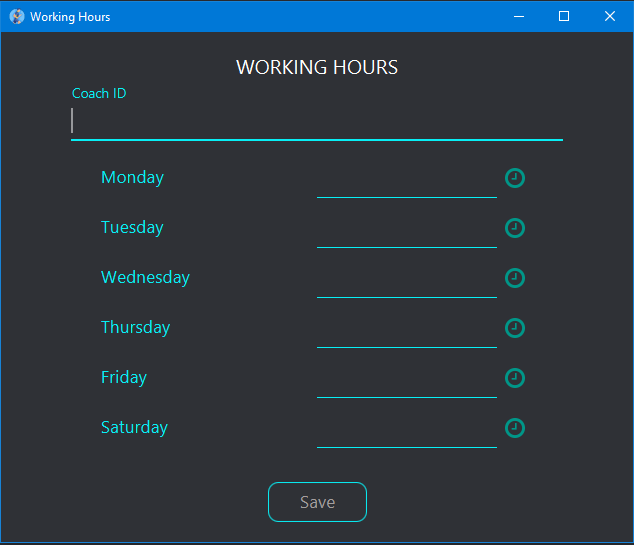 Working Hours
WORKING HOURS
Coach ID
Monday
Tuesday
Wednesday
Thursday
Friday
Saturday
Save